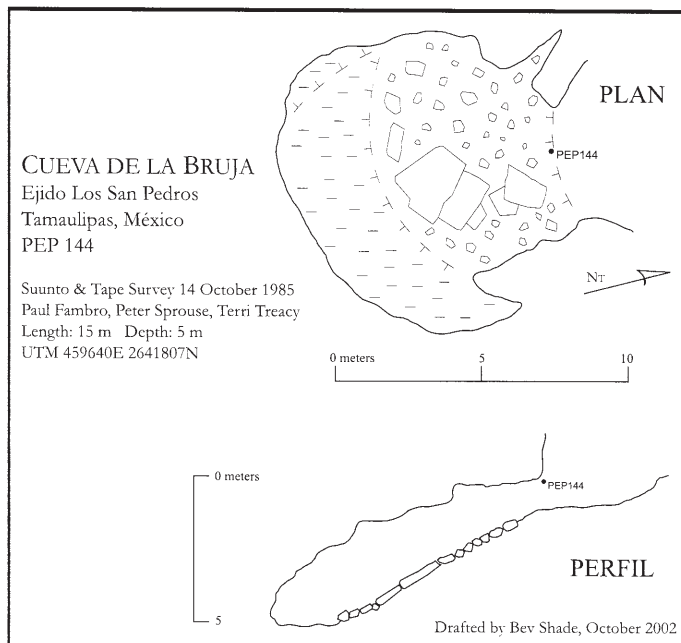 PLAN
PEP144
CUEVA DE LA BRUJA
Ejido Los San Pedros
Tamaulipas, México
PEP 144
Suunto & Tape Survey 14 October 1985
Paul Fambro, Peter Sprouse, Terri Treacy
Length: 15 m Depth: 5 m
UTM 459640E 2641807N
NT
0 meters 5 10
0 meters
PEP144
5
PERFIL
Drafted by Bev Shade, October 2002